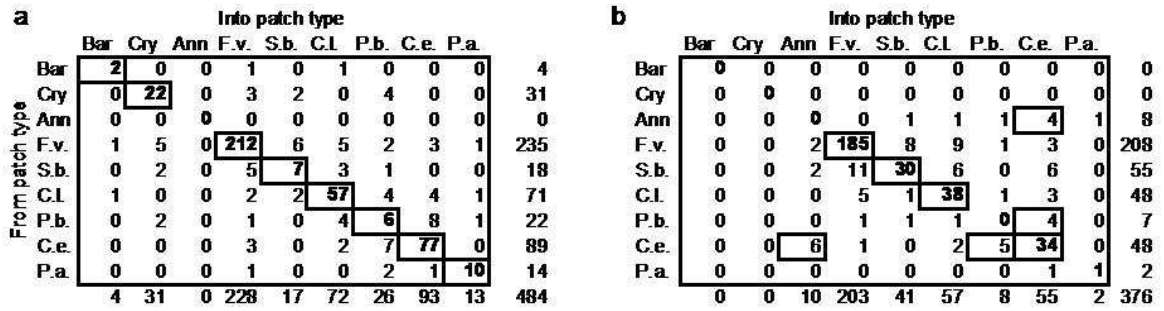 a Into patch type
Bar Cry Ann F.v. S.b. C.l. P.b. C.e. P.a.
From patch type
Bar 2 0 0 1 0 1 0 0 0 4
Cry 0 22 0 3 2 0 4 0 0 31
Ann 0 0 0 0 0 0 0 0 0 0
F.v. 1 5 0 212 6 5 2 3 1 235
S.b. 0 2 0 5 7 3 1 0 0 18
C.l. 1 0 0 2 2 57 4 4 1 71
P.b. 0 2 0 1 0 4 6 8 1 22
C.e. 0 0 0 3 0 2 7 77 0 89
P.a. 0 0 0 1 0 0 2 1 10 14
4 31 0 228 17 72 26 93 13 484
b Into patch type
Bar Cry Ann F.v. S.b. C.l P.b. C.e. P.a.
Bar 0 0 0 0 0 0 0 0 0 0
Cry 0 0 0 0 0 0 0 0 0 0
Ann 0 0 0 0 1 1 1 4 1 8
F.v. 0 0 2 185 8 9 1 3 0 208
S.b. 0 0 2 11 30 6 0 6 0 55
C.l. 0 0 0 5 1 38 1 3 0 48
P.b. 0 0 0 1 1 1 0 4 0 7
C.e. 0 0 6 1 0 2 5 34 0 48
P.a. 0 0 0 0 0 0 0 1 1 2
0 0 10 203 41 57 8 55 2 376